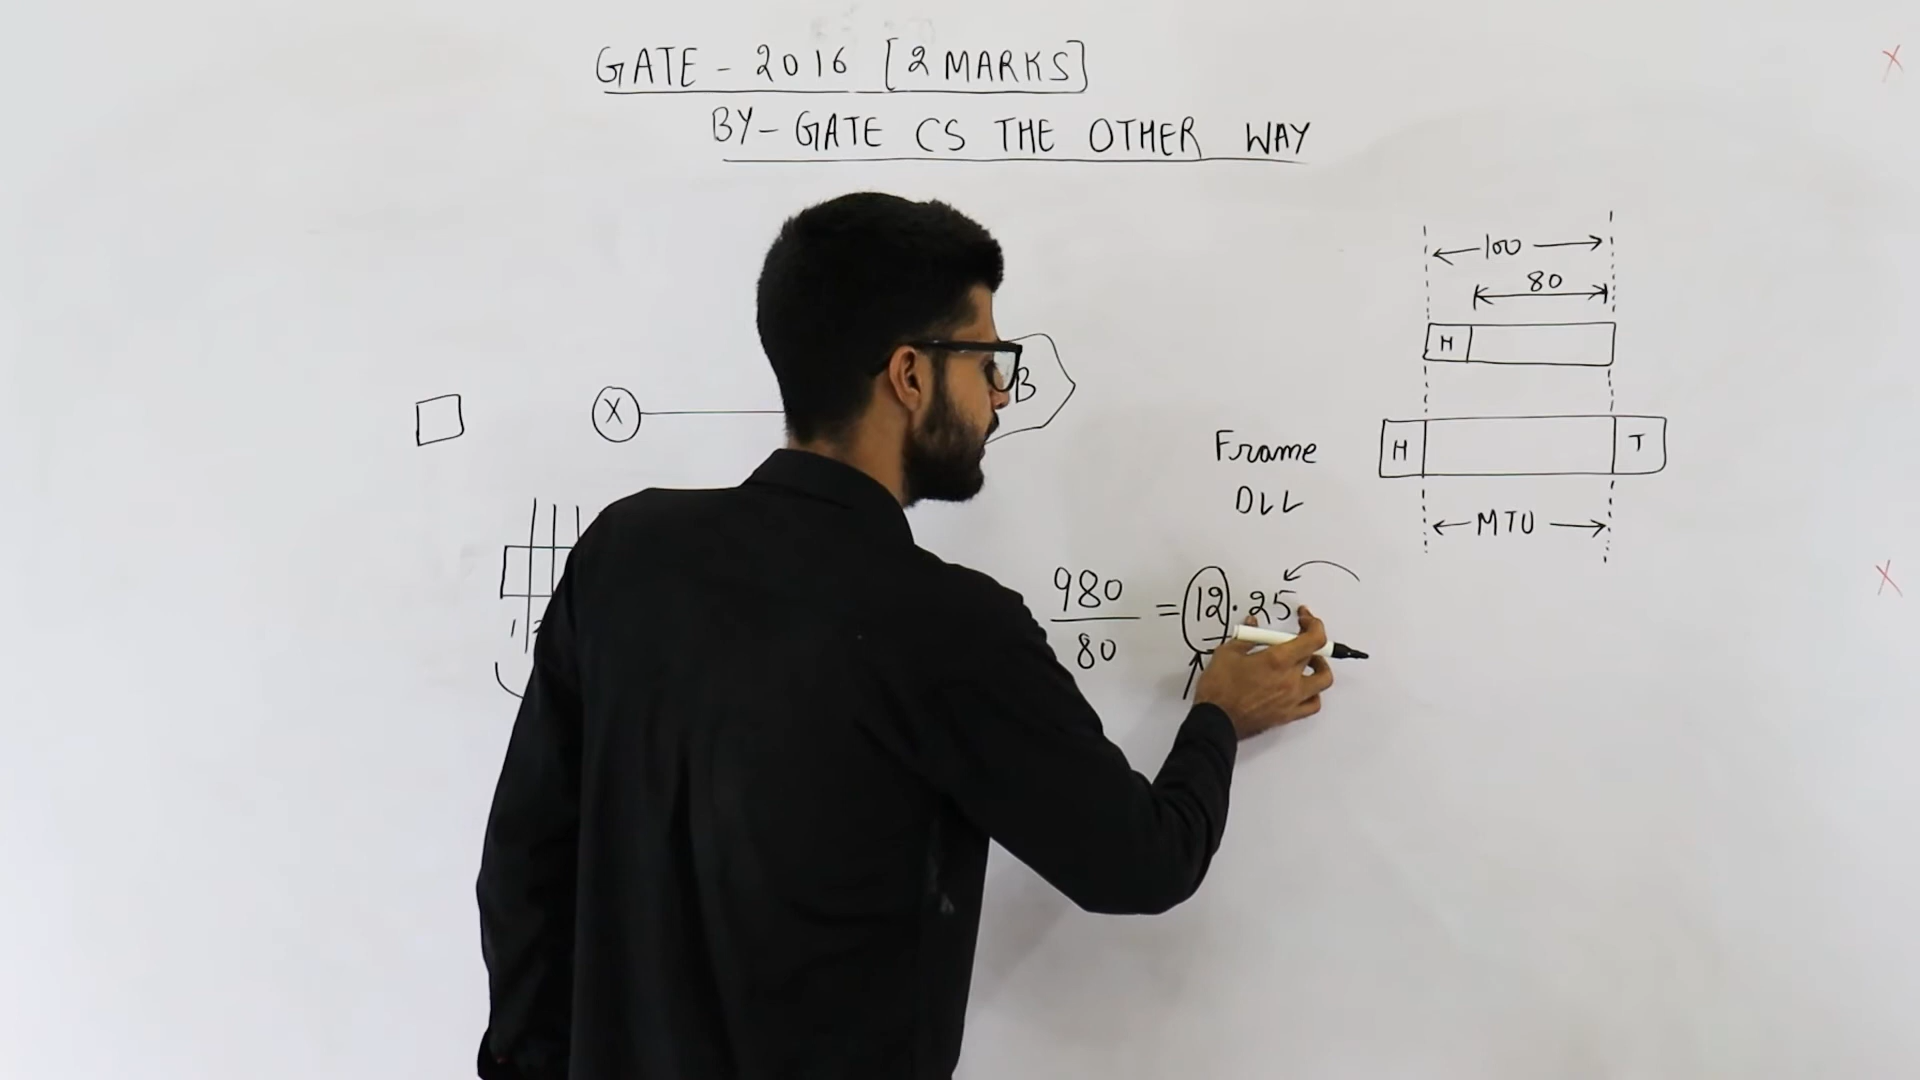 GATE - 2016 [2 MARKS]
BY - GATE CS THE OTHER WAY
100
80
H
X
B
Frame
DLL
H
T
MTU
980
80
= 12.25
1